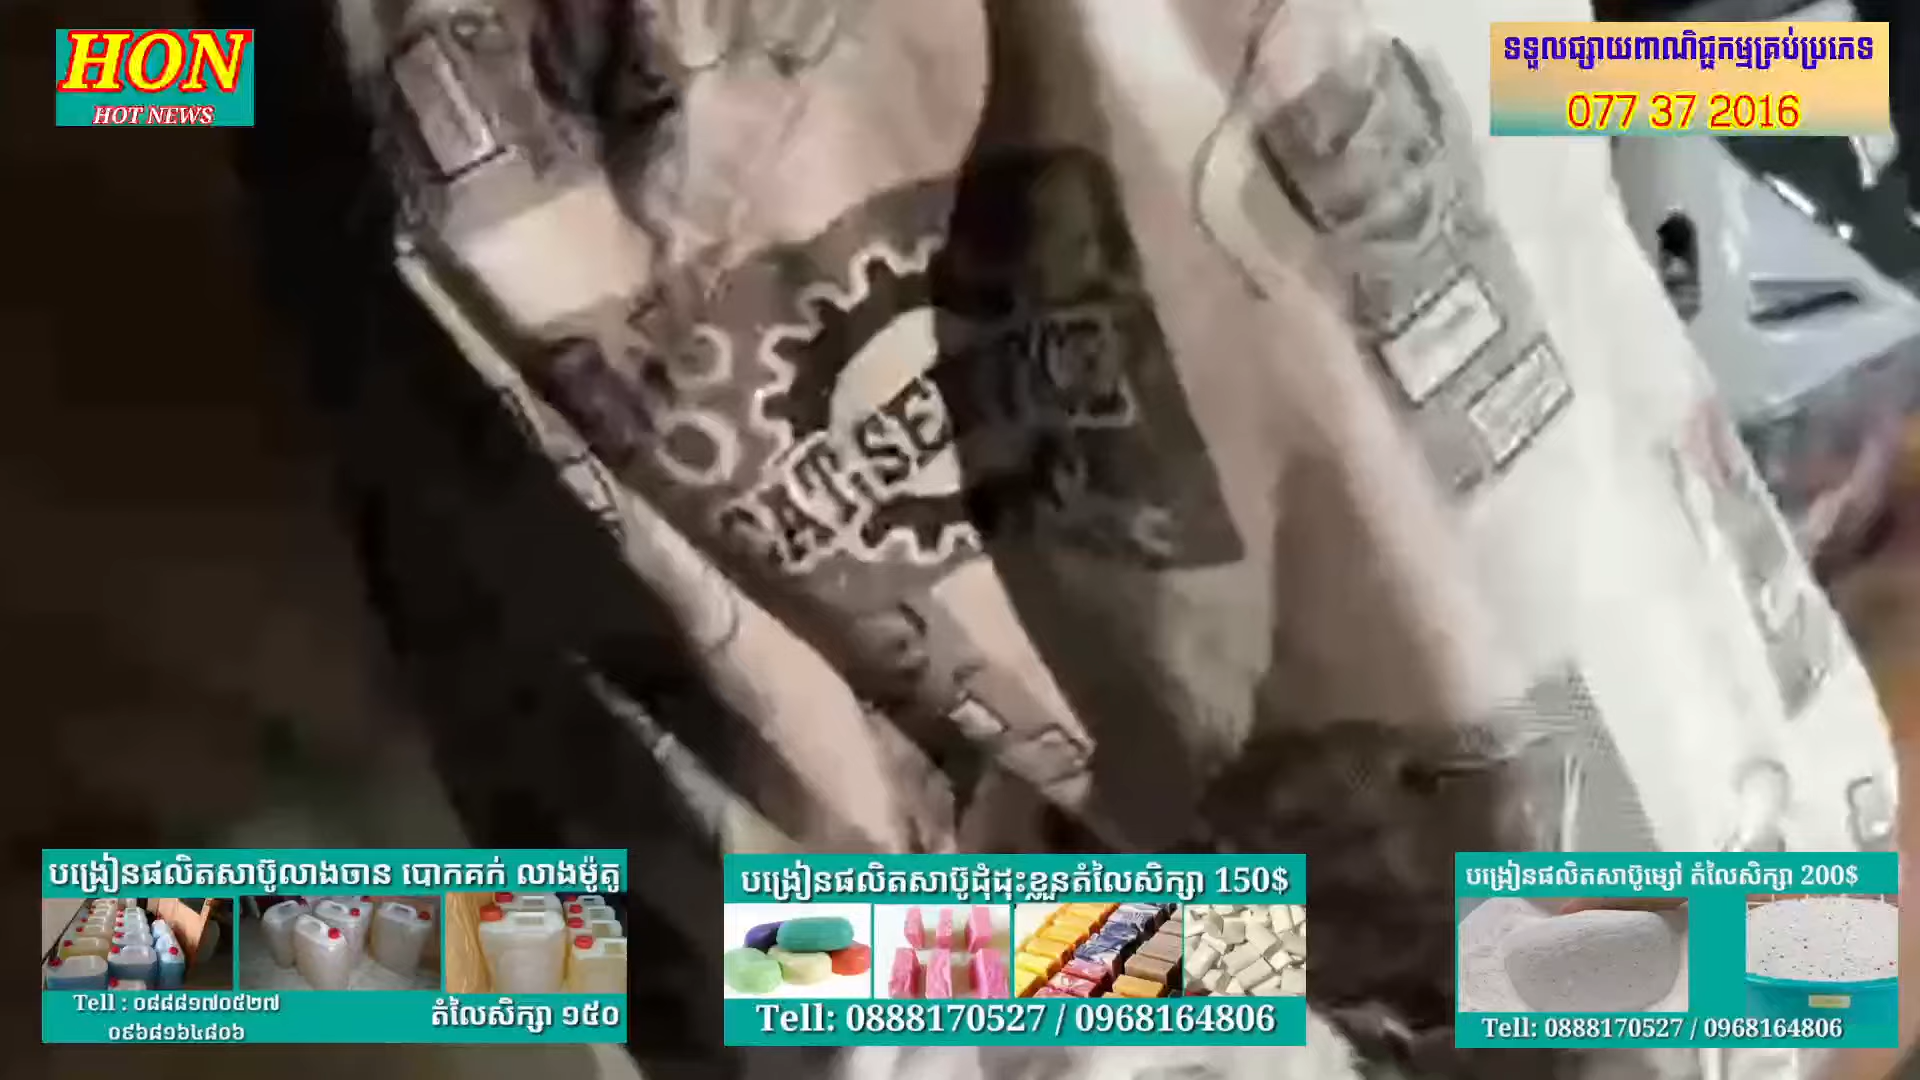 HON
HOT NEWS
ទទួលផ្សាយពាណិជ្ជកម្មគ្រប់ប្រភេទ
077 37 2016
បង្រៀនផលិតសាប៊ូលាងចាន បោកគក់ លាងម៉ូតូ
Tell : ០៨៨៨១៧០៥២៧
០៩៦៨១៦៤៨០៦
តំលៃសិក្សា ១៥០
បង្រៀនផលិតសាប៊ូដុំដុះខ្លួនតំលៃសិក្សា 150$
Tell: 0888170527 / 0968164806
បង្រៀនផលិតសាប៊ូម្សៅ តំលៃសិក្សា 200$
Tell: 0888170527 / 0968164806